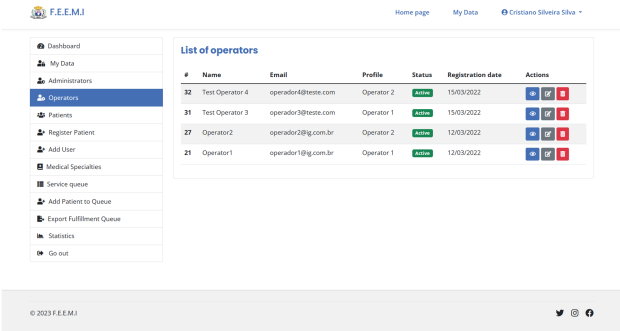 F.E.E.M.I
Home page My Data Cristiano Silveira Silva
Dashboard
My Data
Administrators
Operators
Patients
Register Patient
Add User
Medical Specialties
Service queue
Add Patient to Queue
Export Fulfillment Queue
Statistics
Go out
List of operators
# Name Email Profile Status Registration date Actions
32 Test Operator 4 operador4@teste.com Operator 2 Active 15/03/2022
31 Test Operator 3 operador3@teste.com Operator 1 Active 15/03/2022
27 Operator2 operador2@ig.com.br Operator 2 Active 12/03/2022
21 Operator1 operador1@ig.com.br Operator 1 Active 12/03/2022
© 2023 F.E.E.M.I